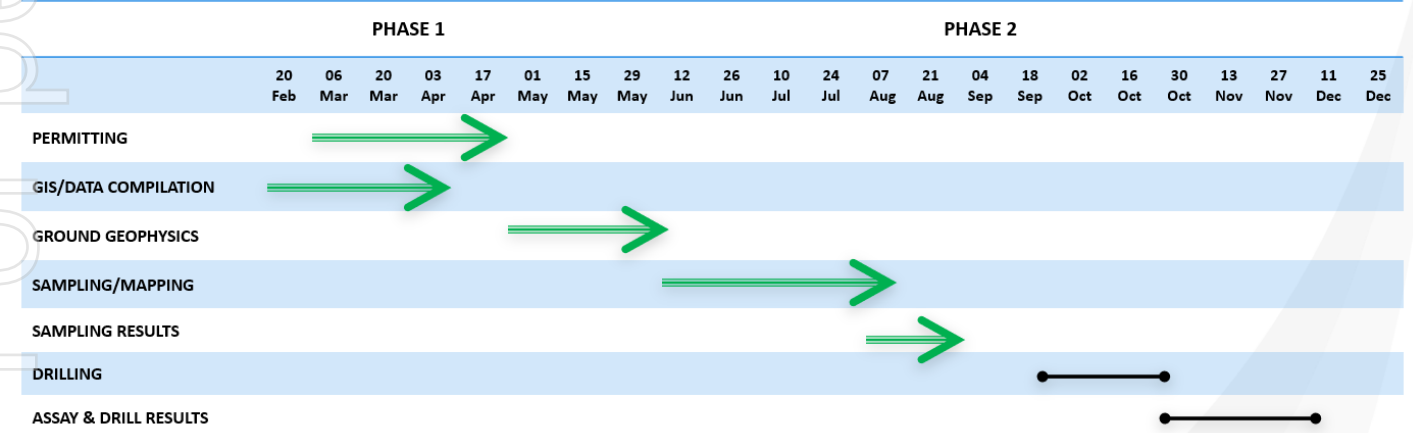 PHASE 1 PHASE 2
20 06 20 03 17 01 15 29 12 26 10 24 07 21 04 18 02 16 30 13 27 11 25
Feb Mar Mar Apr Apr May May May Jun Jun Jul Jul Aug Aug Sep Sep Oct Oct Oct Nov Nov Dec Dec
PERMITTING
GIS/DATA COMPILATION
GROUND GEOPHYSICS
SAMPLING/MAPPING
SAMPLING RESULTS
DRILLING
ASSAY & DRILL RESULTS